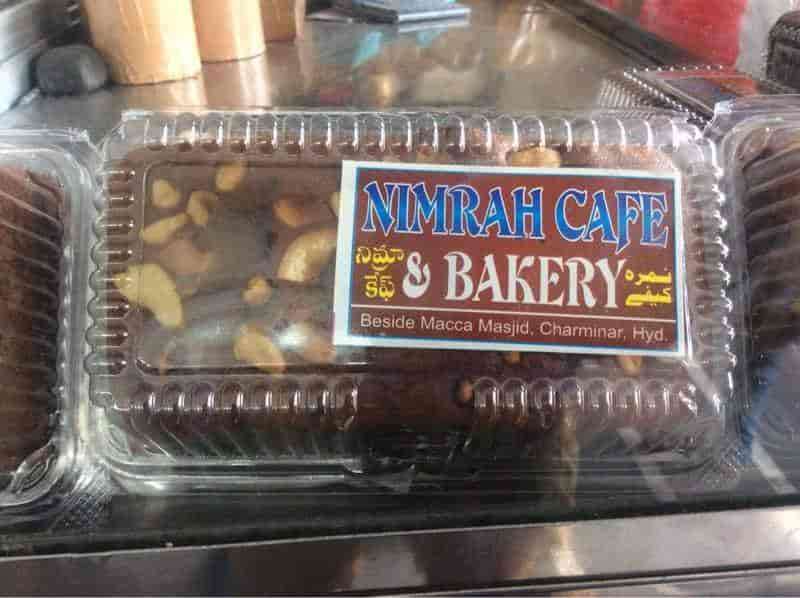 NIMRAH CAFE
నిమ్రా
కేఫ్
& BAKERY
نمرہ
کیفے
Beside Macca Masjid, Charminar, Hyd.